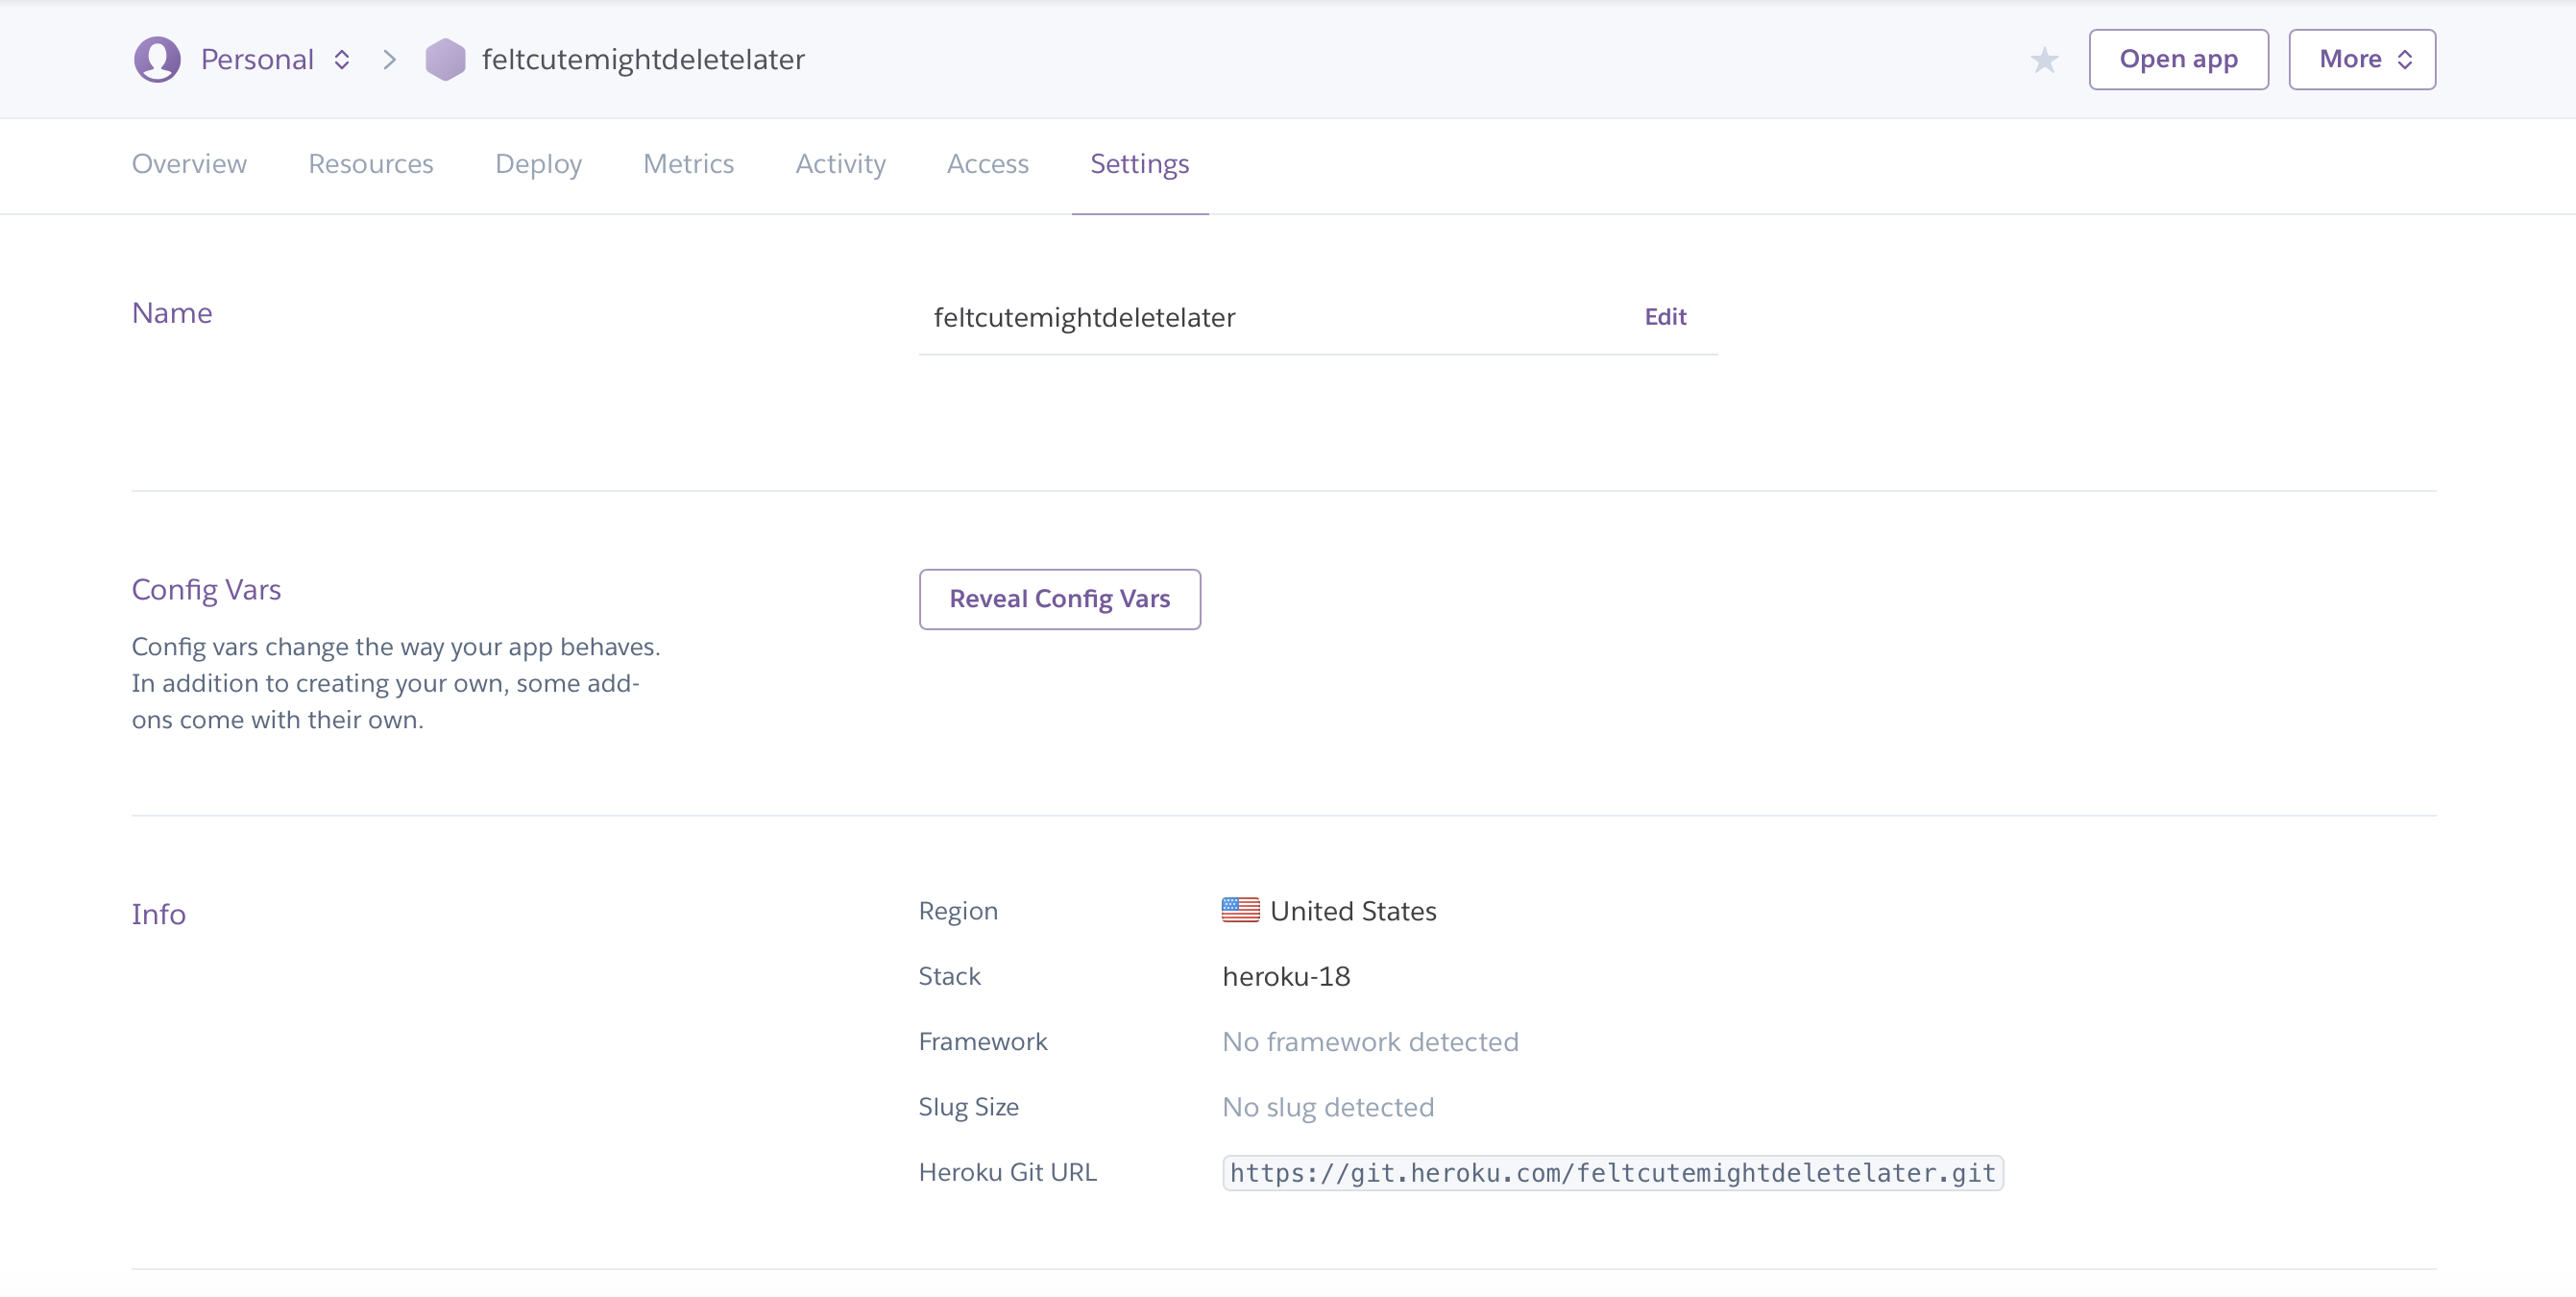 Personal
feltcutemightdeletelater
Open app
More
Overview
Resources
Deploy
Metrics
Activity
Access
Settings
Name
feltcutemightdeletelater
Edit
Config Vars
Config vars change the way your app behaves.
In addition to creating your own, some add-
ons come with their own.
Reveal Config Vars
Info
Region
United States
Stack
heroku-18
Framework
No framework detected
Slug Size
No slug detected
Heroku Git URL
https://git.heroku.com/feltcutemightdeletelater.git